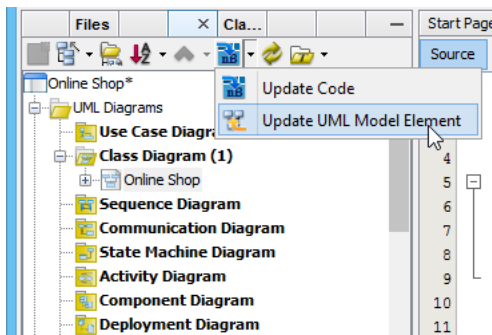 Files
Cla...
Start Page
Source
Online Shop*
Update Code
UML Diagrams
Update UML Model Element
Use Case Diagra
Class Diagram (1)
4
Online Shop
5
Sequence Diagram
6
Communication Diagram
7
State Machine Diagram
8
Activity Diagram
9
Component Diagram
10
Deployment Diagram
11